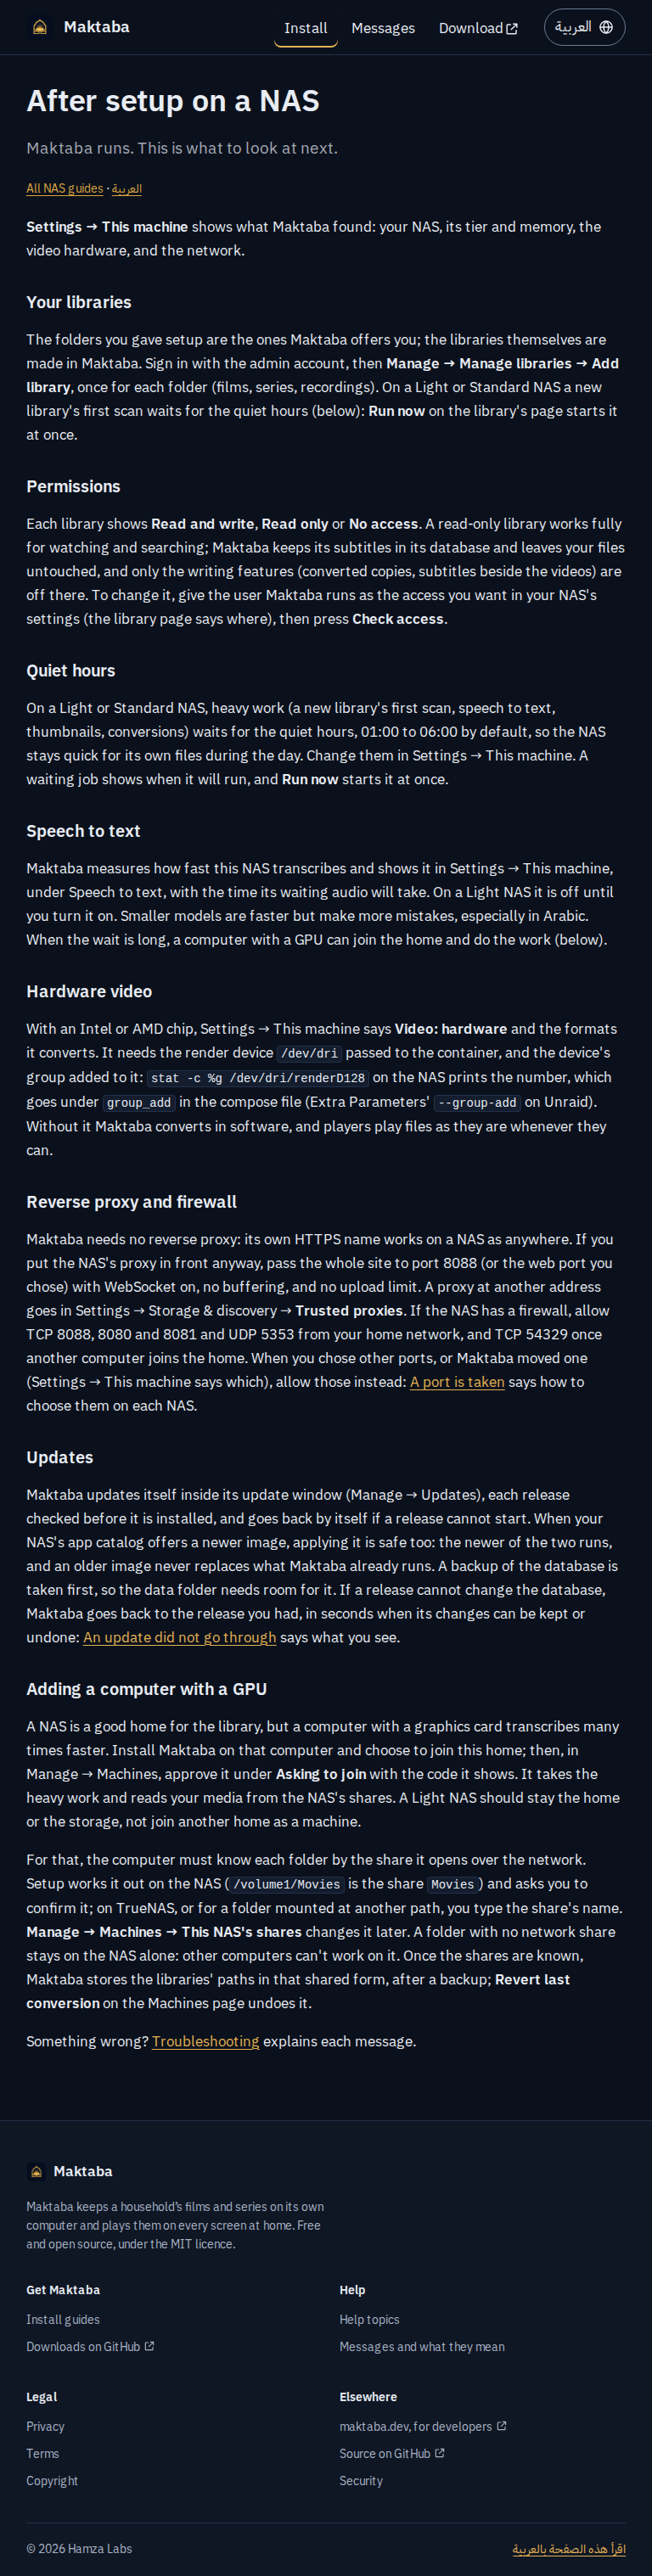 Maktaba
Install
Messages
Download
العربية
After setup on a NAS
Maktaba runs. This is what to look at next.
All NAS guides · العربية
Settings → This machine shows what Maktaba found: your NAS, its tier and memory, the
video hardware, and the network.
Your libraries
The folders you gave setup are the ones Maktaba offers you; the libraries themselves are
made in Maktaba. Sign in with the admin account, then Manage → Manage libraries → Add
library, once for each folder (films, series, recordings). On a Light or Standard NAS a new
library's first scan waits for the quiet hours (below): Run now on the library's page starts it
at once.
Permissions
Each library shows Read and write, Read only or No access. A read-only library works fully
for watching and searching; Maktaba keeps its subtitles in its database and leaves your files
untouched, and only the writing features (converted copies, subtitles beside the videos) are
off there. To change it, give the user Maktaba runs as the access you want in your NAS's
settings (the library page says where), then press Check access.
Quiet hours
On a Light or Standard NAS, heavy work (a new library's first scan, speech to text,
thumbnails, conversions) waits for the quiet hours, 01:00 to 06:00 by default, so the NAS
stays quick for its own files during the day. Change them in Settings → This machine. A
waiting job shows when it will run, and Run now starts it at once.
Speech to text
Maktaba measures how fast this NAS transcribes and shows it in Settings → This machine,
under Speech to text, with the time its waiting audio will take. On a Light NAS it is off until
you turn it on. Smaller models are faster but make more mistakes, especially in Arabic.
When the wait is long, a computer with a GPU can join the home and do the work (below).
Hardware video
With an Intel or AMD chip, Settings → This machine says Video: hardware and the formats
it converts. It needs the render device /dev/dri passed to the container, and the device's
group added to it: stat -c %g /dev/dri/renderD128 on the NAS prints the number, which
goes under group_add in the compose file (Extra Parameters' --group-add on Unraid).
Without it Maktaba converts in software, and players play files as they are whenever they
can.
Reverse proxy and firewall
Maktaba needs no reverse proxy: its own HTTPS name works on a NAS as anywhere. If you
put the NAS's proxy in front anyway, pass the whole site to port 8088 (or the web port you
chose) with WebSocket on, no buffering, and no upload limit. A proxy at another address
goes in Settings → Storage & discovery → Trusted proxies. If the NAS has a firewall, allow
TCP 8088, 8080 and 8081 and UDP 5353 from your home network, and TCP 54329 once
another computer joins the home. When you chose other ports, or Maktaba moved one
(Settings → This machine says which), allow those instead: A port is taken says how to
choose them on each NAS.
Updates
Maktaba updates itself inside its update window (Manage → Updates), each release
checked before it is installed, and goes back by itself if a release cannot start. When your
NAS's app catalog offers a newer image, applying it is safe too: the newer of the two runs,
and an older image never replaces what Maktaba already runs. A backup of the database is
taken first, so the data folder needs room for it. If a release cannot change the database,
Maktaba goes back to the release you had, in seconds when its changes can be kept or
undone: An update did not go through says what you see.
Adding a computer with a GPU
A NAS is a good home for the library, but a computer with a graphics card transcribes many
times faster. Install Maktaba on that computer and choose to join this home; then, in
Manage → Machines, approve it under Asking to join with the code it shows. It takes the
heavy work and reads your media from the NAS's shares. A Light NAS should stay the home
or the storage, not join another home as a machine.
For that, the computer must know each folder by the share it opens over the network.
Setup works it out on the NAS (/volume1/Movies is the share Movies) and asks you to
confirm it; on TrueNAS, or for a folder mounted at another path, you type the share's name.
Manage → Machines → This NAS's shares changes it later. A folder with no network share
stays on the NAS alone: other computers can't work on it. Once the shares are known,
Maktaba stores the libraries' paths in that shared form, after a backup; Revert last
conversion on the Machines page undoes it.
Something wrong? Troubleshooting explains each message.
Maktaba
Maktaba keeps a household's films and series on its own
computer and plays them on every screen at home. Free
and open source, under the MIT licence.
Get Maktaba
Install guides
Downloads on GitHub
Help
Help topics
Messages and what they mean
Legal
Privacy
Terms
Copyright
Elsewhere
maktaba.dev, for developers
Source on GitHub
Security
© 2026 Hamza Labs
اقرأ هذه الصفحة بالعربية